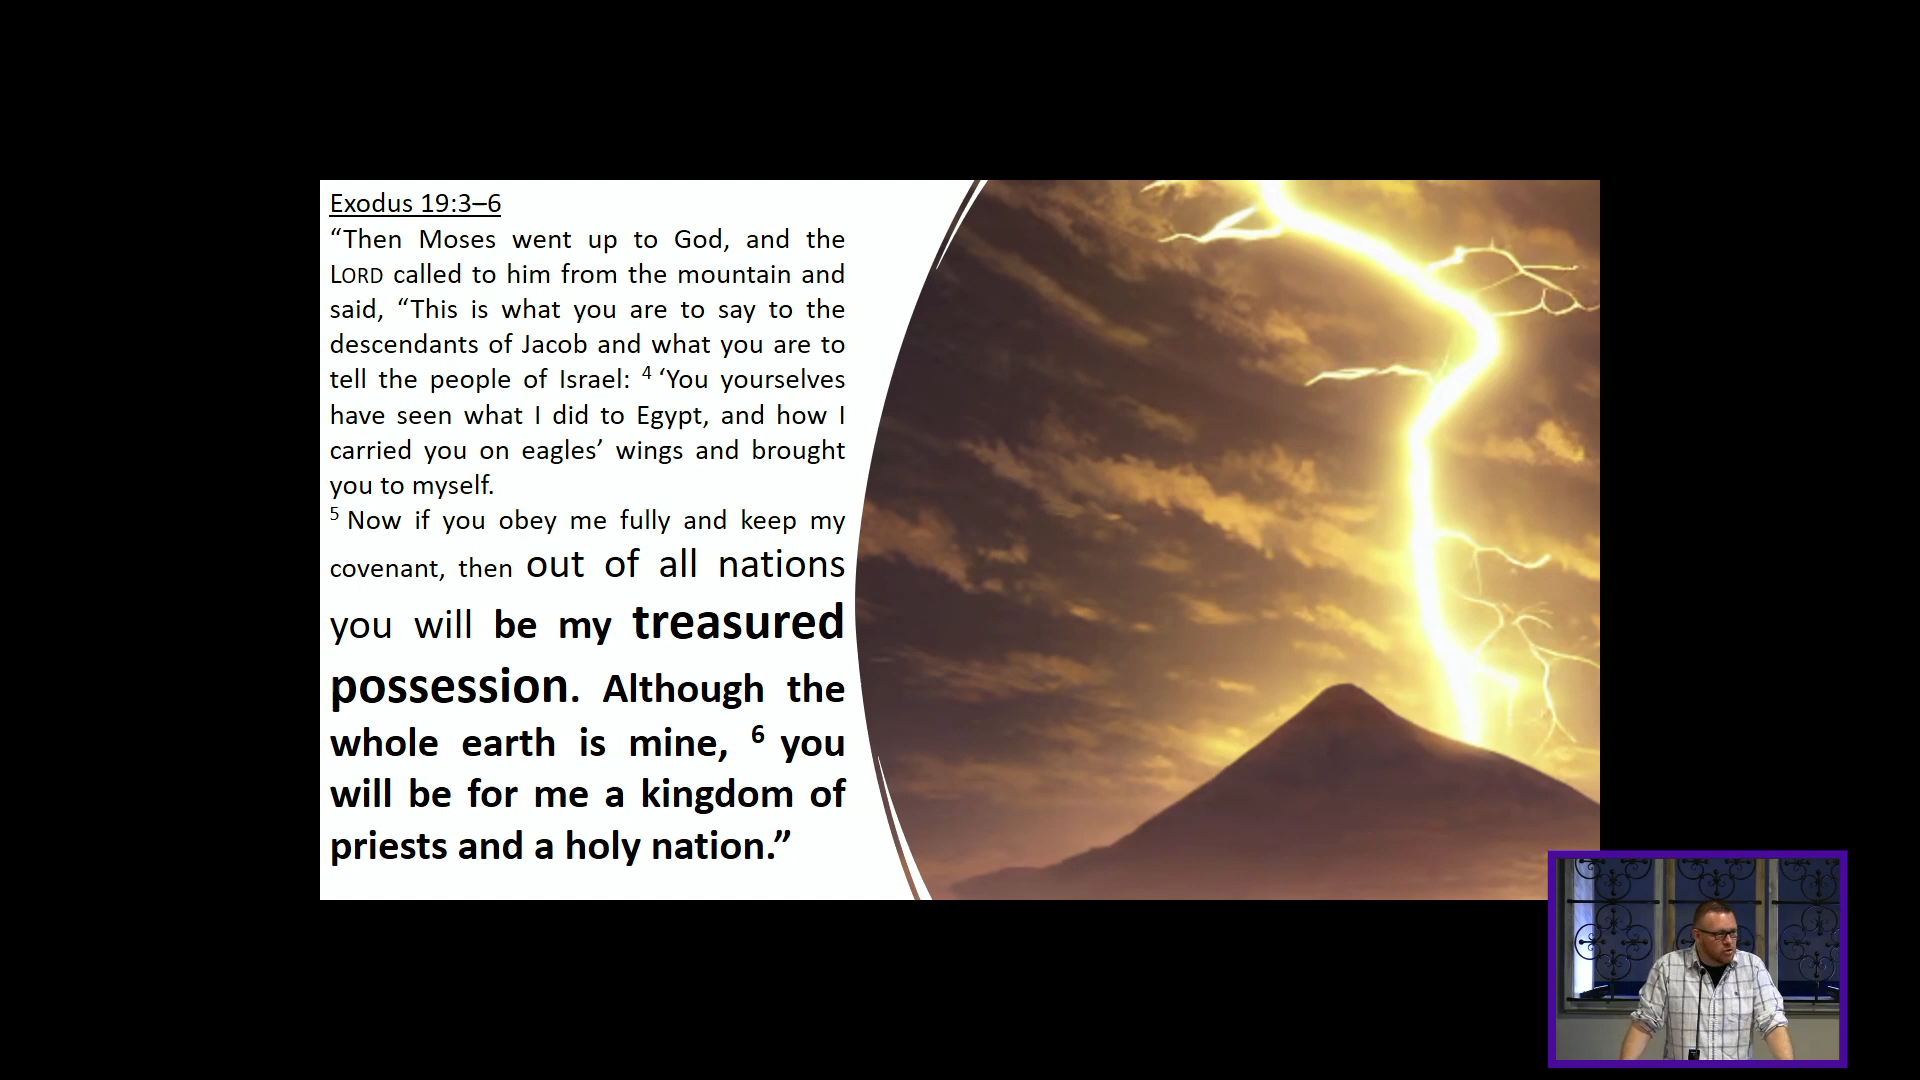 Exodus 19:3–6
“Then Moses went up to God, and the
LORD called to him from the mountain and
said, “This is what you are to say to the
descendants of Jacob and what you are to
tell the people of Israel: 4 ‘You yourselves
have seen what I did to Egypt, and how I
carried you on eagles’ wings and brought
you to myself.
5 Now if you obey me fully and keep my
covenant, then out of all nations
you will be my treasured
possession. Although the
whole earth is mine, 6 you
will be for me a kingdom of
priests and a holy nation.”